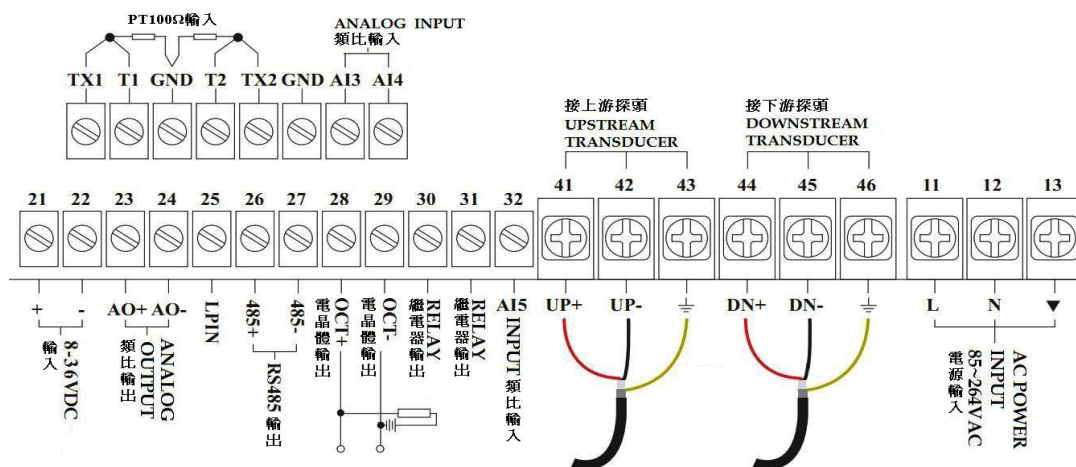 PT100Ω輸入
ANALOG INPUT
類比輸入
TX1 T1 GND T2 TX2 GND AI3 AI4
接上游探頭
UPSTREAM
TRANSDUCER
接下游探頭
DOWNSTREAM
TRANSDUCER
21 22 23 24 25 26 27 28 29 30 31 32 41 42 43 44 45 46 11 12 13
+ -
8-36VDC
輸入
AO+ AO-
ANALOG
OUTPUT
類比輸出
LPIN
485+ 485-
RS485 輸出
OCT+
電晶體輸出
OCT-
電晶體輸出
RELAY
繼電器輸出
RELAY
繼電器輸出
AI5
INPUT 類比輸入
UP+ UP-
DN+ DN-
L N
AC POWER
INPUT
85~264VAC
電源輸入